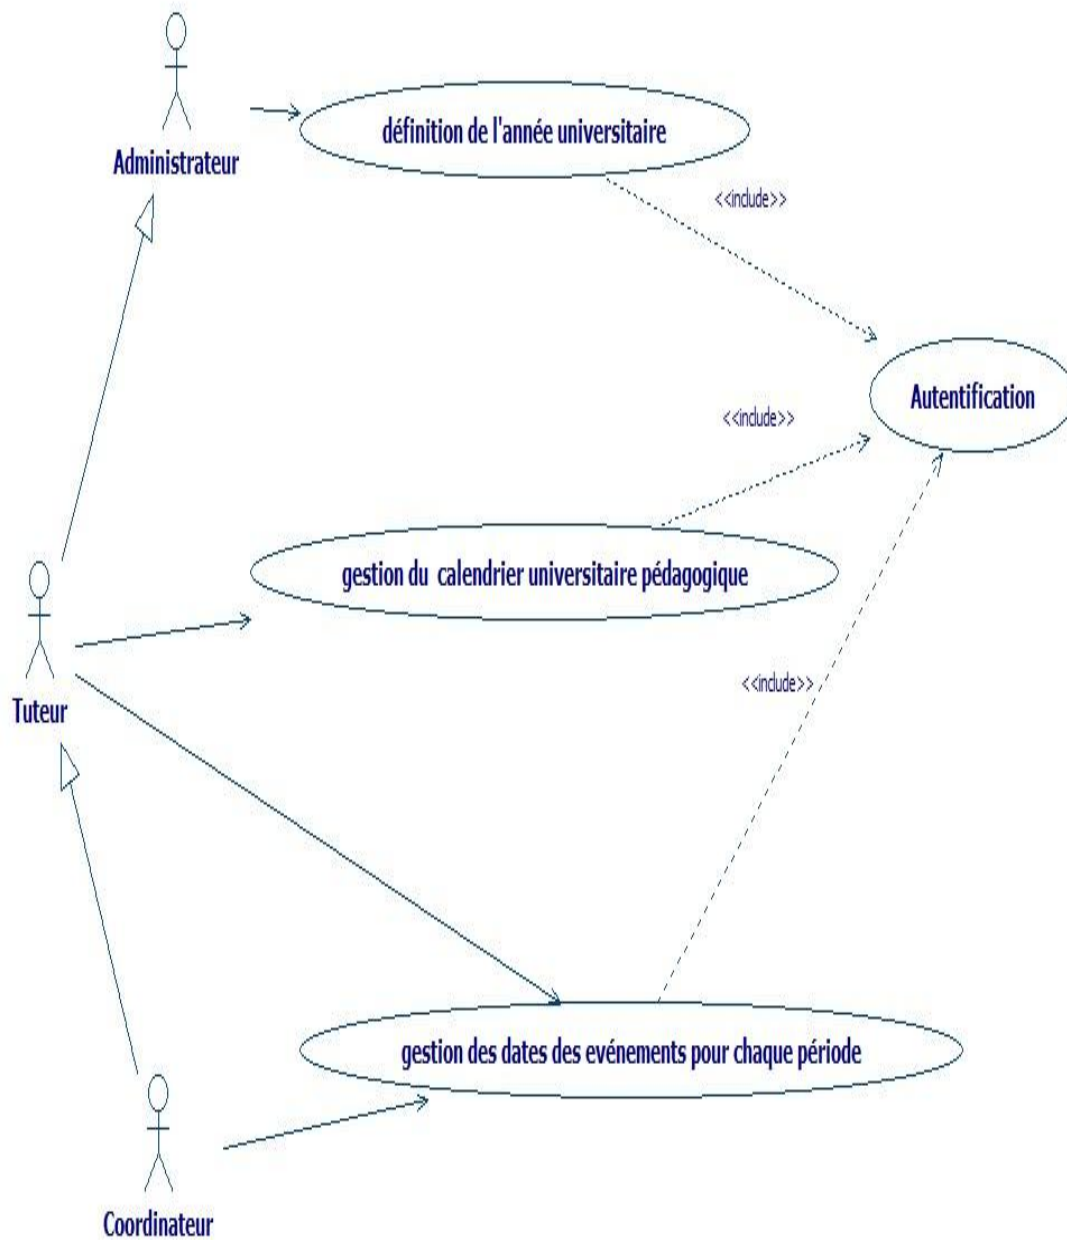 Administrateur
définition de l'année universitaire
<<include>>
Autentification
<<include>>
gestion du calendrier universitaire pédagogique
Tuteur
<<include>>
gestion des dates des evénements pour chaque période
Coordinateur